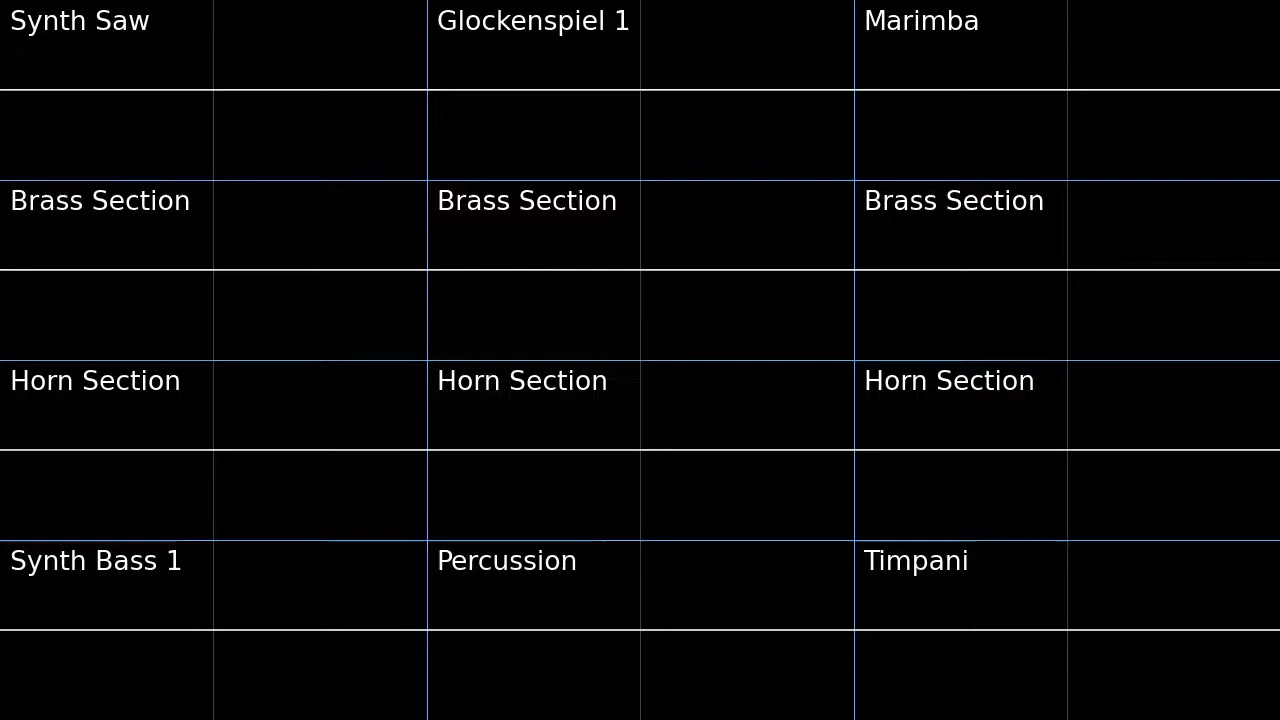 Synth Saw
Glockenspiel 1
Marimba
Brass Section
Brass Section
Brass Section
Horn Section
Horn Section
Horn Section
Synth Bass 1
Percussion
Timpani